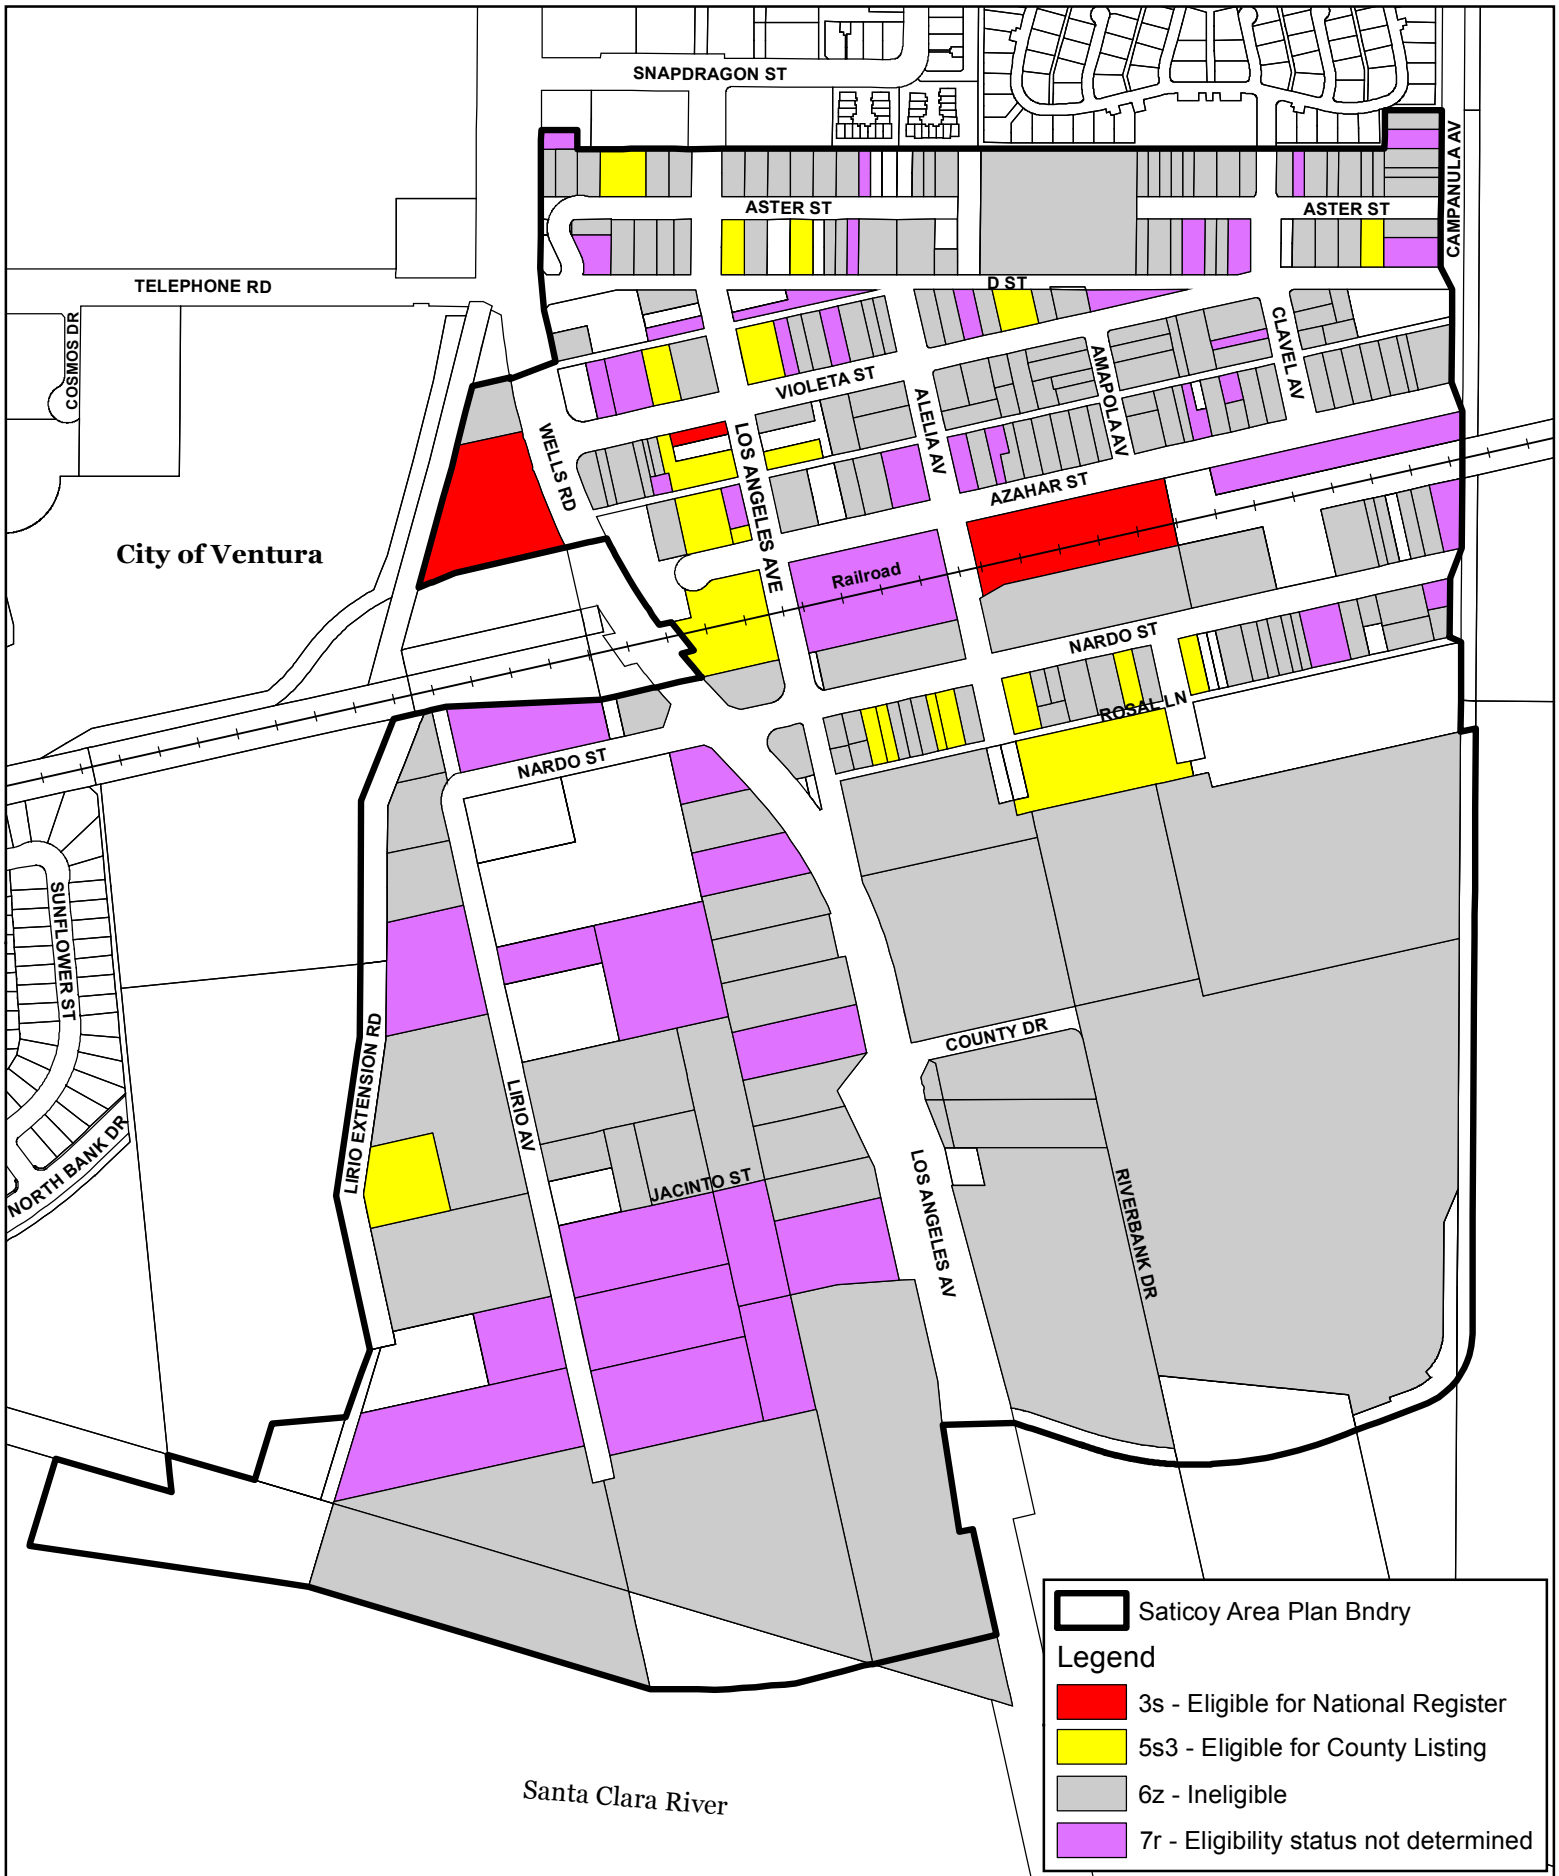 SNAPDRAGON ST
CAMPANULA AV
ASTER ST
ASTER ST
TELEPHONE RD
D ST
COSMOS DR
CLAVEL AV
AMAPOLA AV
VIOLETA ST
ALELIA AV
WELLS RD
LOS ANGELES AVE
AZAHAR ST
City of Ventura
Railroad
NARDO ST
ROSAL LN
NARDO ST
SUNFLOWER ST
COUNTY DR
LIRIO EXTENSION RD
LIRIO AV
NORTH BANK DR
JACINTO ST
LOS ANGELES AV
RIVERBANK DR
Santa Clara River
Saticoy Area Plan Bndry
Legend
3s - Eligible for National Register
5s3 - Eligible for County Listing
6z - Ineligible
7r - Eligibility status not determined